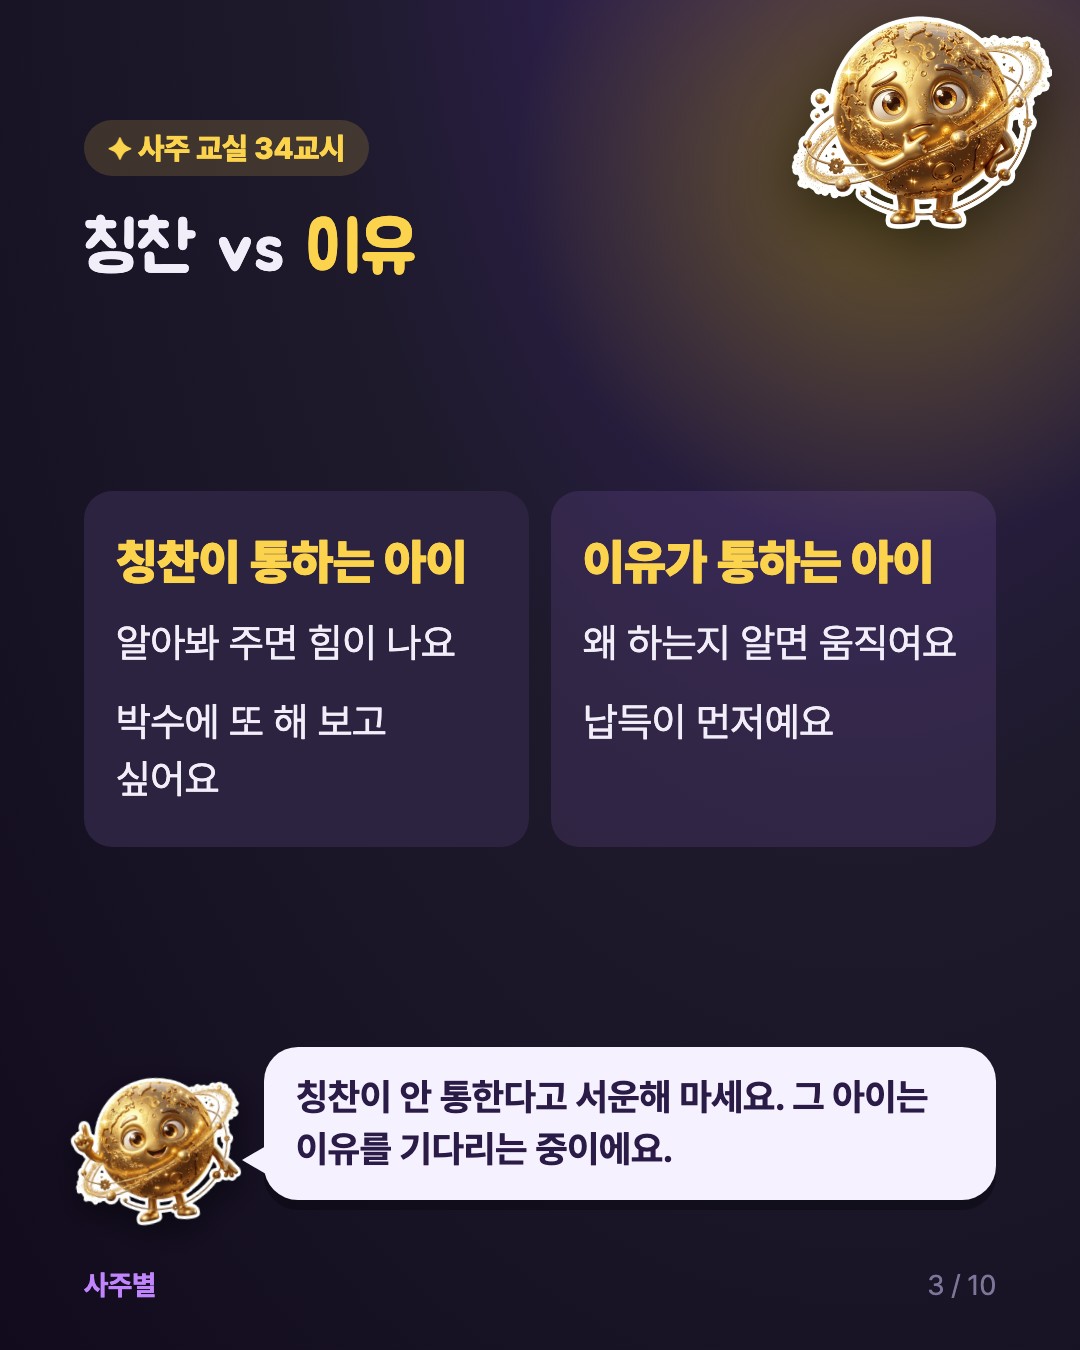 ✦ 사주 교실 34교시
칭찬 vs 이유
칭찬이 통하는 아이
알아봐 주면 힘이 나요
박수에 또 해 보고
싶어요
이유가 통하는 아이
왜 하는지 알면 움직여요
납득이 먼저예요
칭찬이 안 통한다고 서운해 마세요. 그 아이는
이유를 기다리는 중이에요.
사주별
3 / 10